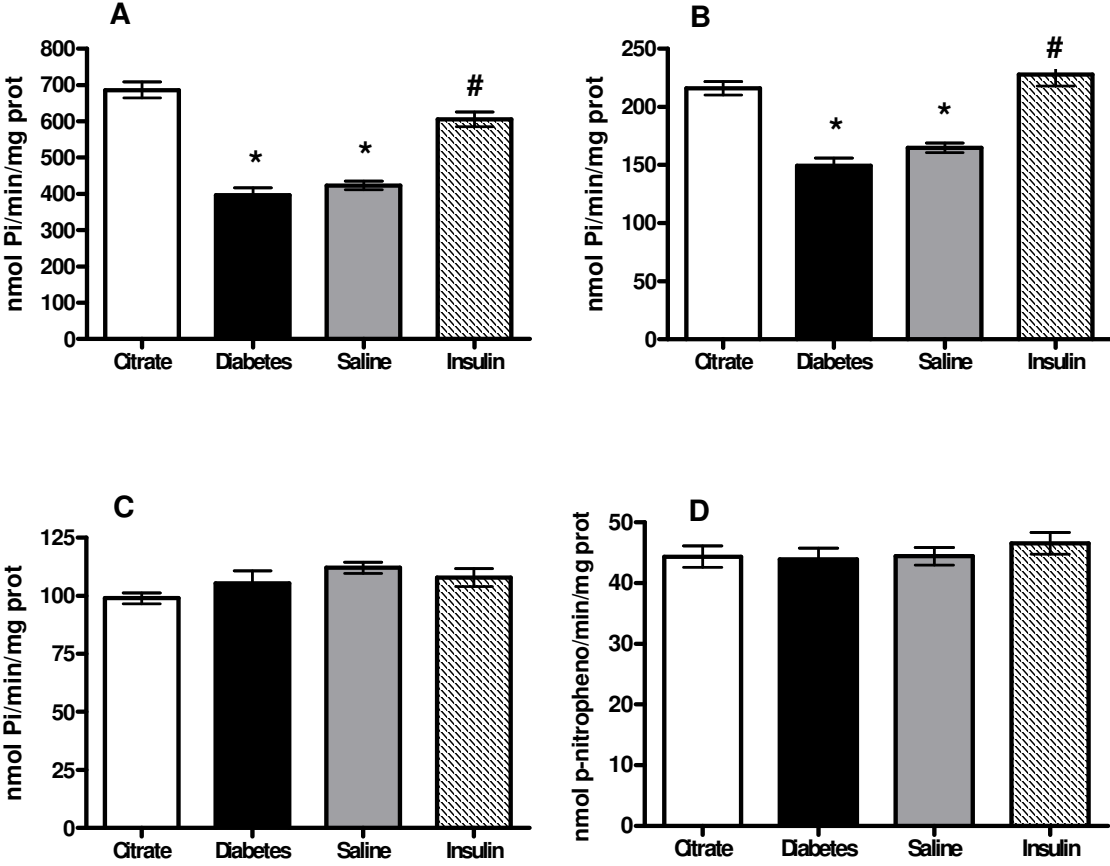 A
nmol Pi/min/mg prot
800
700
600
500
400
300
200
100
0
*
*
#
Citrate Diabetes Saline Insulin
B
nmol Pi/min/mg prot
250
200
150
100
50
0
*
*
#
Citrate Diabetes Saline Insulin
C
nmol Pi/min/mg prot
125
100
75
50
25
0
Citrate Diabetes Saline Insulin
D
nmol p-nitropheno/min/mg prot
50
40
30
20
10
0
Citrate Diabetes Saline Insulin